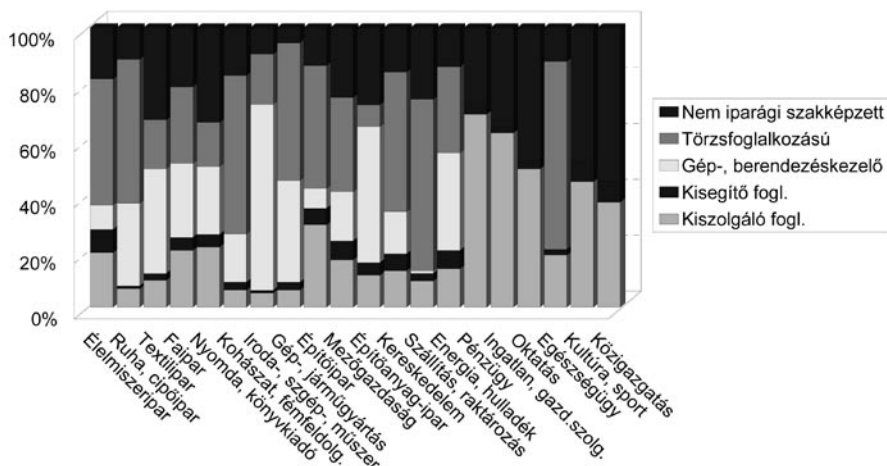 100%
80%
60%
40%
20%
0%
Élelmiszeripar
Ruha, cipőipar
Textilipar
Faipar
Nyomda, könyvkiadó
Kohászat, fémfeldolg.
Iroda-, szgép-, műszer
Gép- járműgyártás
Építőipar
Mezőgazdaság
Építőanyag-ipar
Kereskedelem
Szállítás, raktározás
Energia, hulladék
Pénzügy
Ingatlan, gazd.szolg.
Oktatás
Egészségügy
Kultúra, sport
Közigazgatás
Nem iparági szakképzett
Törzsfoglalkozású
Gép-, berendezéskezelő
Kisegítő fogl.
Kiszolgáló fogl.